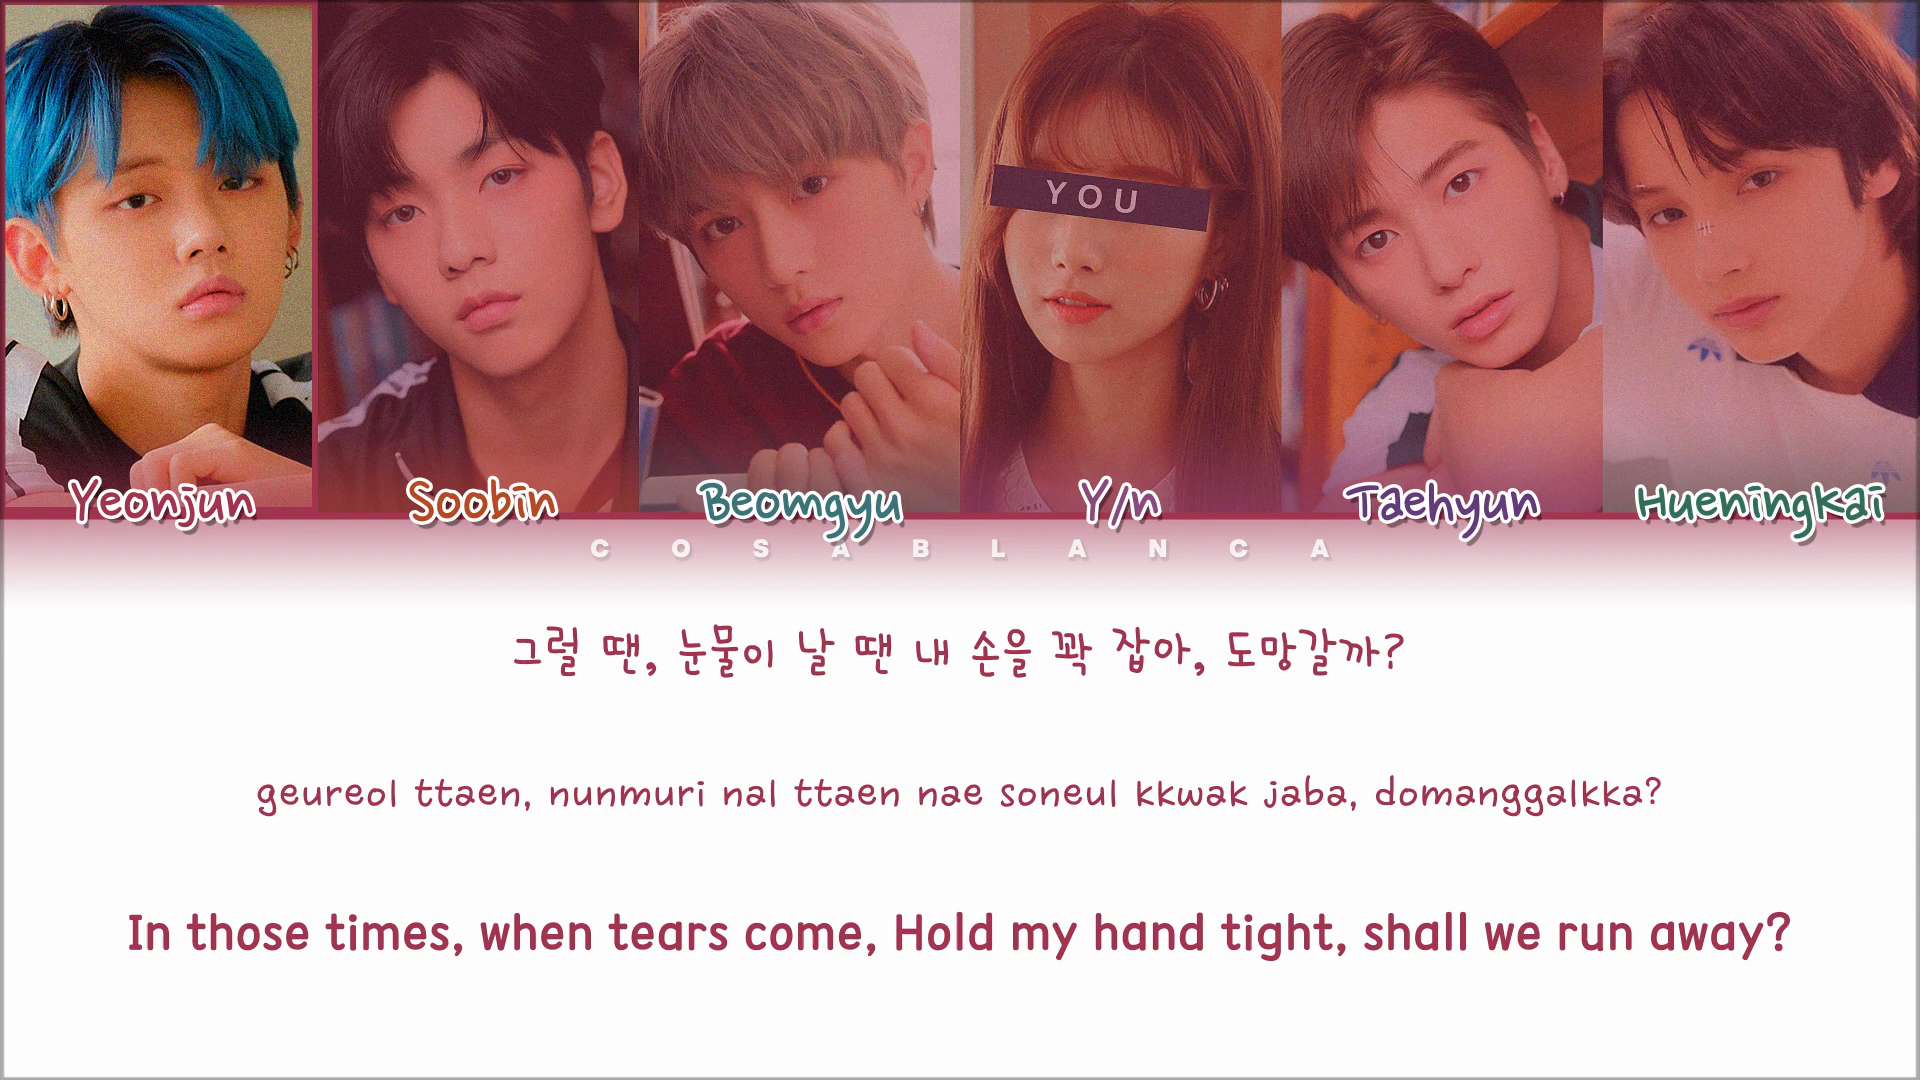 YOU
Yeonjun Soobin Beomgyu Y/n Taehyun Hueningkai
COSABLANCA
그럴 땐, 눈물이 날 땐 내 손을 꽉 잡아, 도망갈까?
geureol ttaen, nunmuri nal ttaen nae soneul kkwak jaba, domanggalkka?
In those times, when tears come, Hold my hand tight, shall we run away?